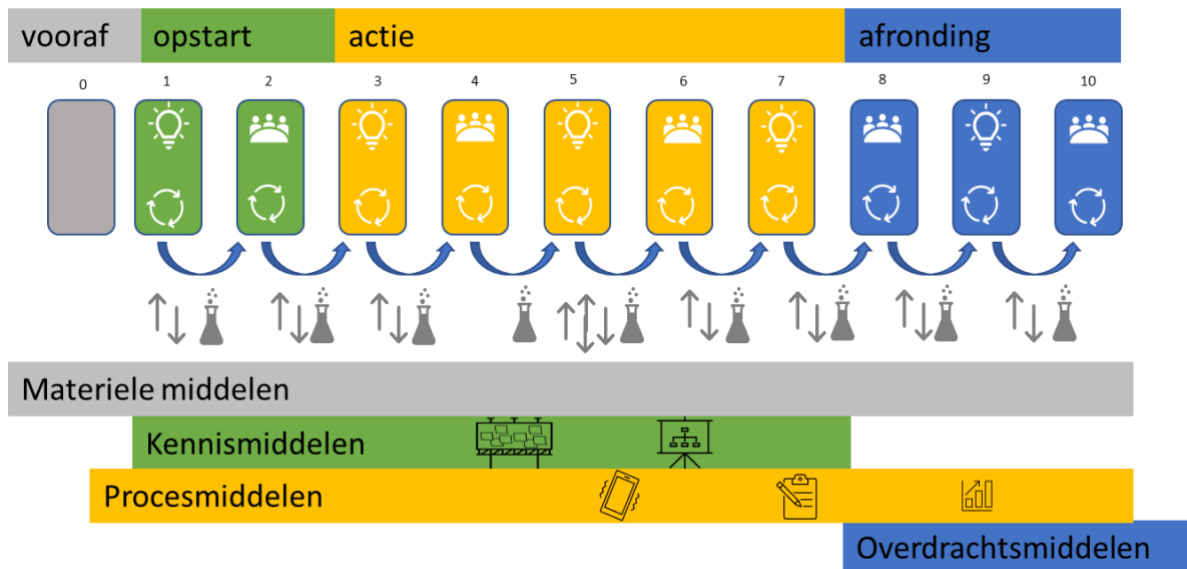 vooraf opstart actie afronding
0 1 2 3 4 5 6 7 8 9 10
Materiele middelen
Kennismiddelen
Procesmiddelen
Overdrachtsmiddelen